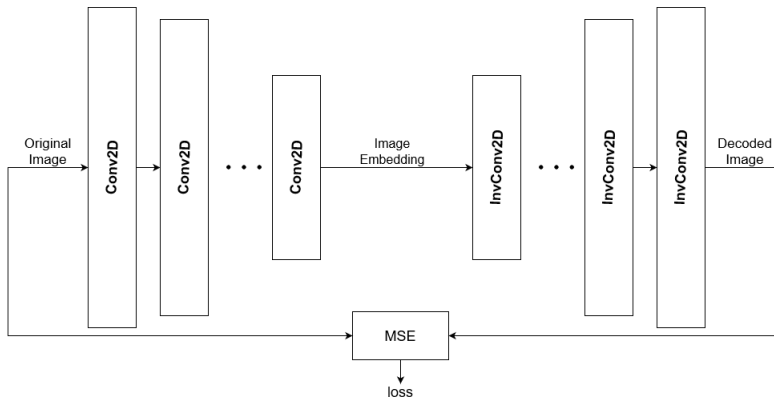 Original
Image
Conv2D
Conv2D
Conv2D
Image
Embedding
InvConv2D
InvConv2D
InvConv2D
Decoded
Image
MSE
loss